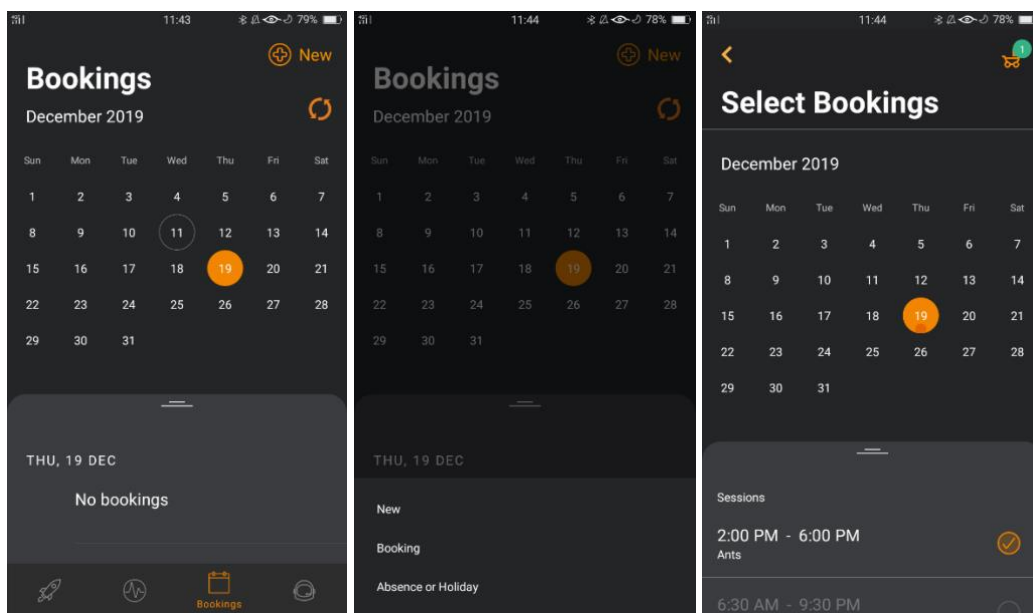 11:43
79%
New
Bookings
December 2019
Sun Mon Tue Wed Thu Fri Sat
1 2 3 4 5 6 7
8 9 10 11 12 13 14
15 16 17 18 19 20 21
22 23 24 25 26 27 28
29 30 31
THU, 19 DEC
No bookings
Bookings
11:44
78%
New
Bookings
December 2019
Sun Mon Tue Wed Thu Fri Sat
1 2 3 4 5 6 7
8 9 10 11 12 13 14
15 16 17 18 19 20 21
22 23 24 25 26 27 28
29 30 31
THU, 19 DEC
New
Booking
Absence or Holiday
11:44
78%
1
Select Bookings
December 2019
Sun Mon Tue Wed Thu Fri Sat
1 2 3 4 5 6 7
8 9 10 11 12 13 14
15 16 17 18 19 20 21
22 23 24 25 26 27 28
29 30 31
Sessions
2:00 PM - 6:00 PM
Ants
6:30 AM - 9:30 PM